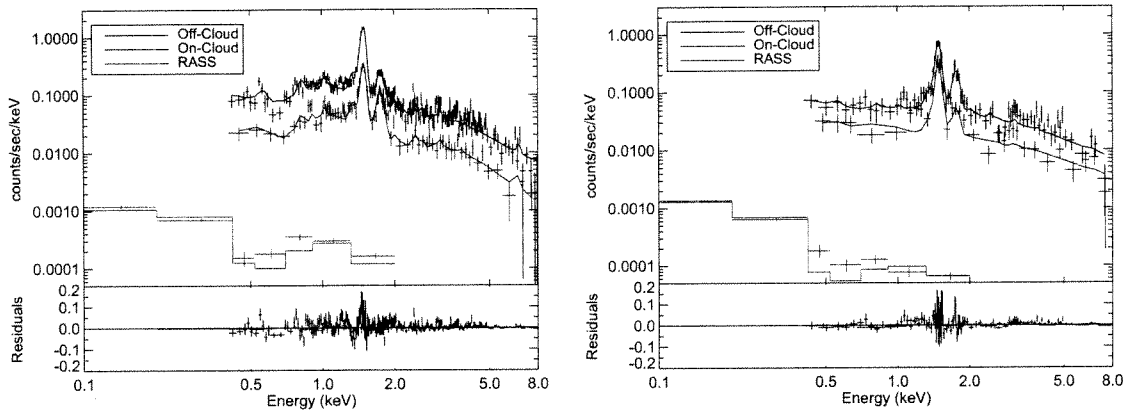 Off-Cloud
On-Cloud
RASS
1.0000
0.1000
0.0100
0.0010
0.0001
counts/sec/keV
0.2
0.1
0.0
-0.1
-0.2
Residuals
0.1
0.5
1.0
2.0
5.0
8.0
Energy (keV)
Off-Cloud
On-Cloud
RASS
1.0000
0.1000
0.0100
0.0010
0.0001
counts/sec/keV
0.2
0.1
0.0
-0.1
-0.2
Residuals
0.1
0.5
1.0
2.0
5.0
8.0
Energy (keV)